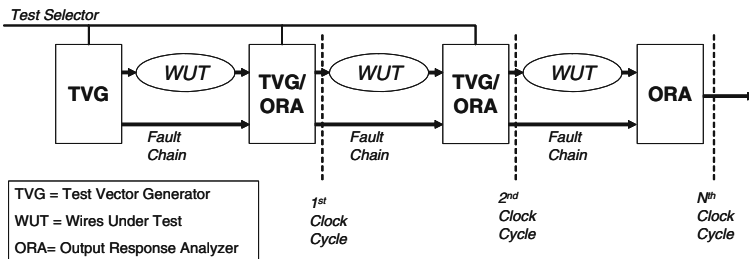 Test Selector
TVG
WUT
TVG/
ORA
WUT
TVG/
ORA
WUT
ORA
Fault
Chain
Fault
Chain
Fault
Chain
TVG = Test Vector Generator
WUT = Wires Under Test
ORA= Output Response Analyzer
1st
Clock
Cycle
2nd
Clock
Cycle
Nth
Clock
Cycle